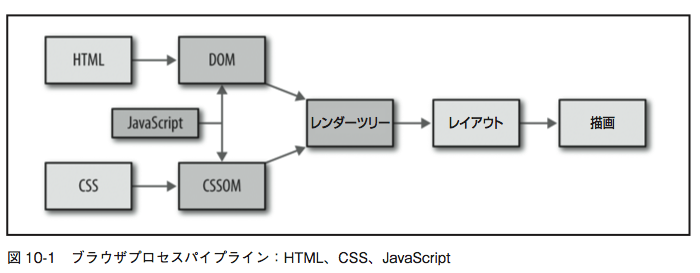 HTML
DOM
JavaScript
レンダーツリー
レイアウト
描画
CSS
CSSOM
図 10-1　ブラウザプロセスパイプライン：HTML、CSS、JavaScript